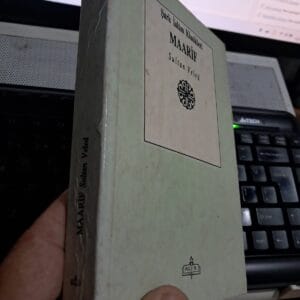 Şark İslâm Klasikleri
MAARİF
Sultan Veled
MAARİF Sultan Veled
A4TECH